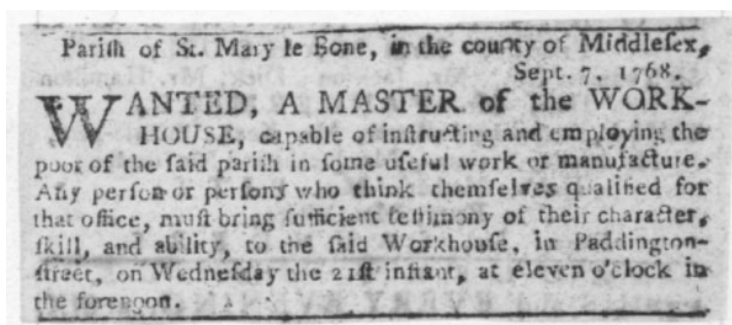 Pariſh of St. Mary le Bone, in the county of Middleſex,
Sept. 7, 1768.
WANTED, A MASTER of the WORK-
HOUSE, capable of inſtructing and employing the
poor of the ſaid pariſh in ſome uſeful work or manufacture.
Any perſon or perſons who think themſelves qualified for
that office, muſt bring ſufficient teſtimony of their character,
ſkill, and ability, to the ſaid Workhouſe, in Paddington-
ſtreet, on Wedneſday the 21ſt inſtant, at eleven o'clock in
the forenoon.